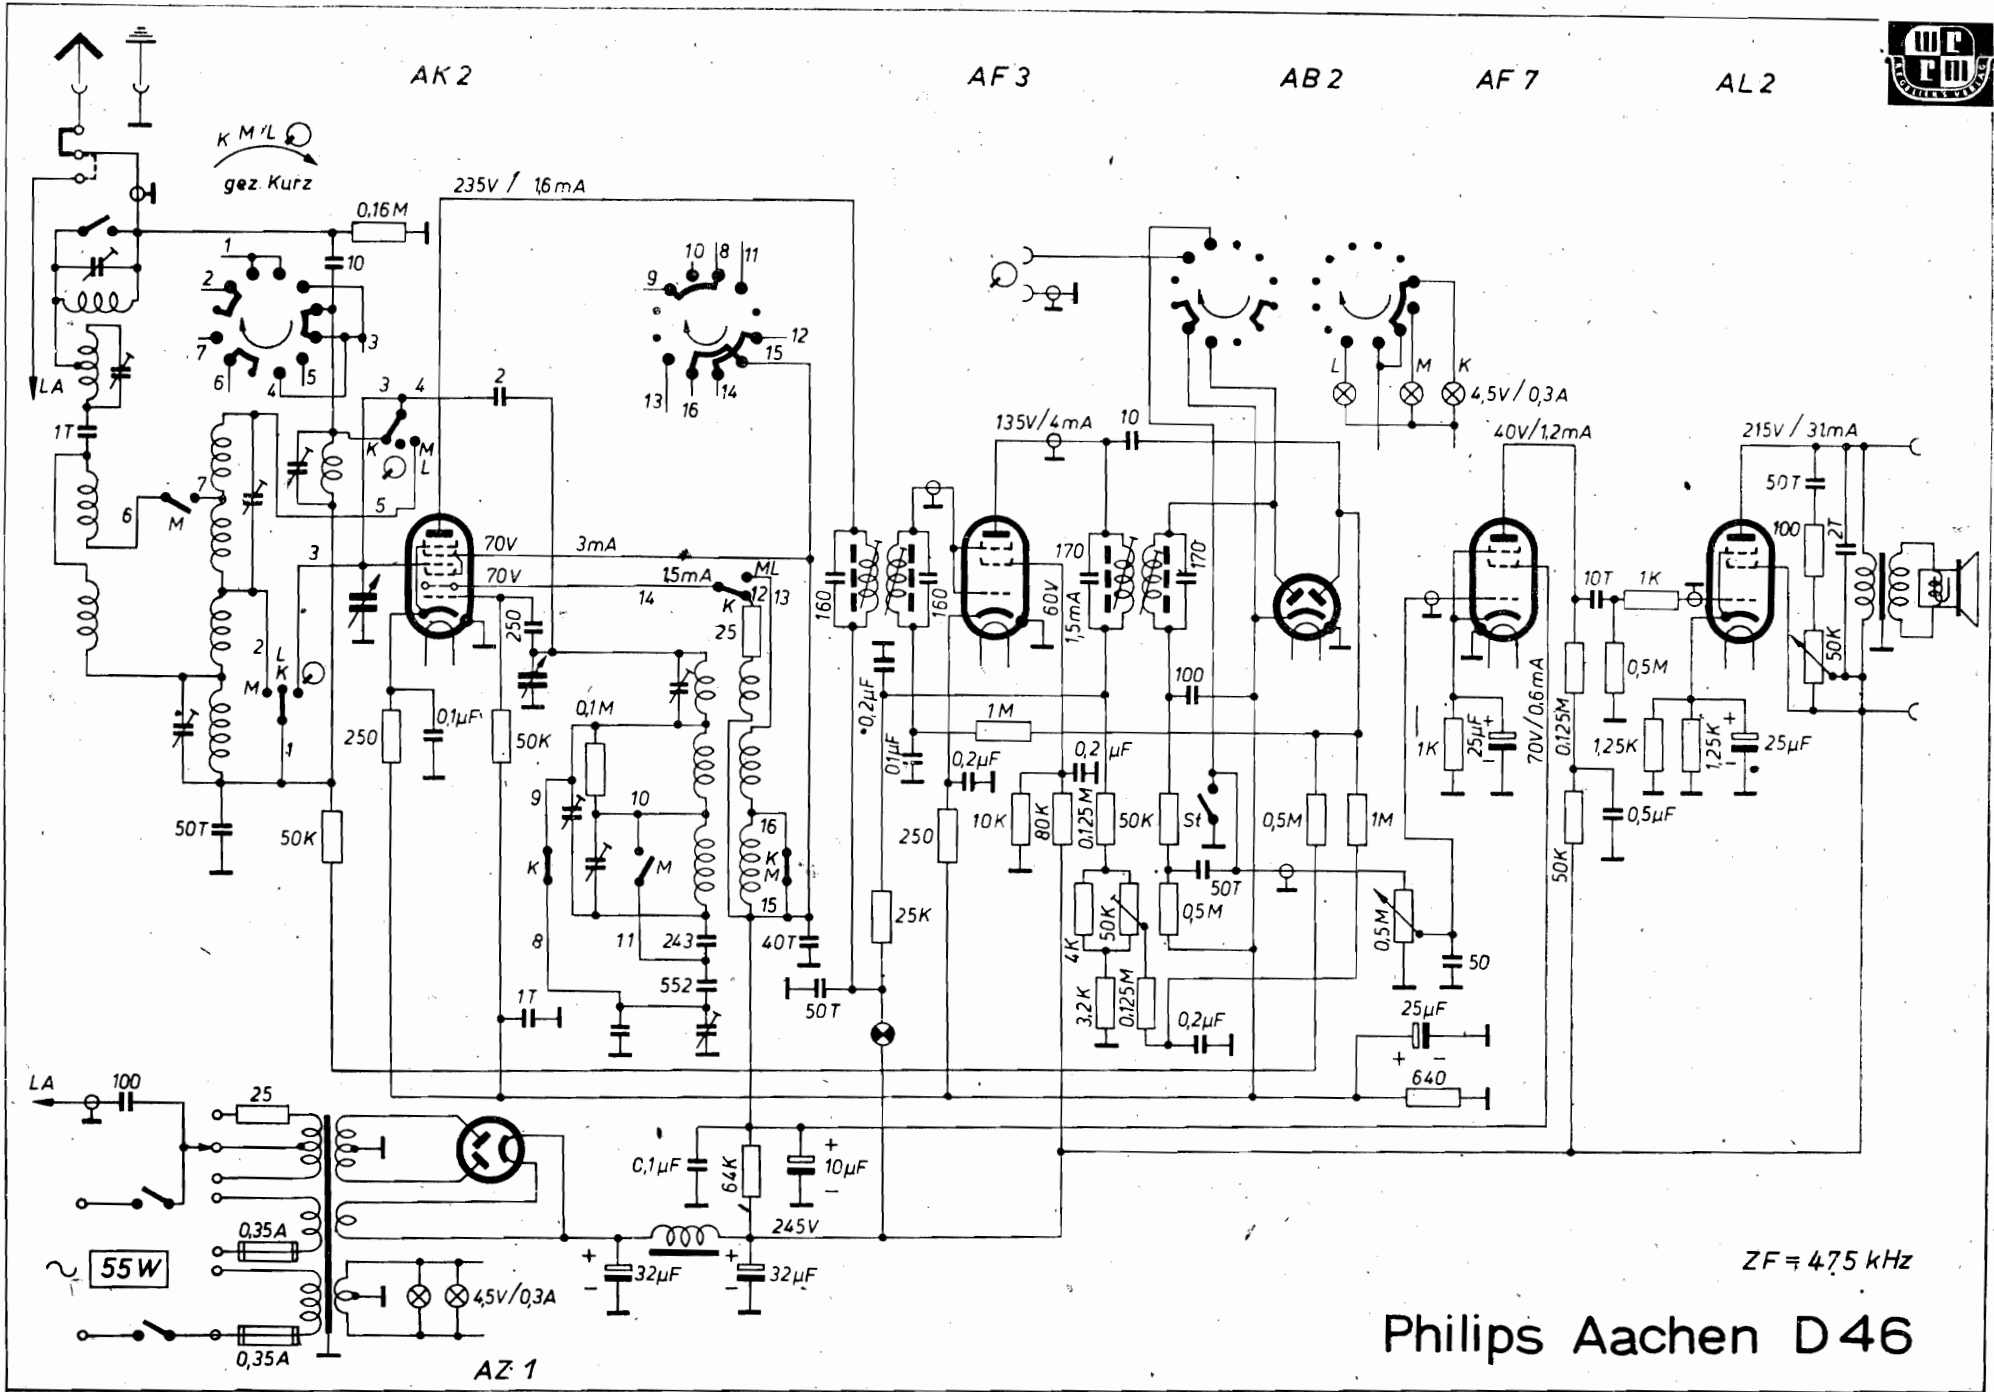 AK2
AF3
AB2
AF7
AL2
WE
RM
REGELIEN'S VERLAG
K M/L
gez. Kurz
0,16M
235V / 1,6mA
1
2
3
4
5
6
7
10
8
9
10
11
12
13
14
15
16
LA
1T
3
4
2
K
M
L
5
6
M
7
3
2
L
K
M
1
50T
50K
70V
3mA
70V
1,5mA
14
ML
12
13
K
25
250
250
0,1µF
50K
0,1M
9
10
K
M
8
11
243
552
1T
16
K
M
15
40T
50T
160
160
0,2µF
0,1µF
1M
0,2µF
250
25K
135V/4mA
10
60V
170
1,5mA
170
100
0,2 µF
10K
80K
0,125M
50K
St
50T
0,5M
4K
50K
3,2K
0,125M
0,2µF
0,5M
1M
L
M
K
4,5V/0,3A
40V/1,2mA
10T
1K
0,5M
1K
25µF
70V/0,6mA
0,125M
50K
0,5µF
0,5M
50
25µF
640
215V / 31mA
50T
100
2T
50K
1,25K
1,25K
25µF
LA
100
25
0,35A
55W
0,35A
4,5V/0,3A
AZ1
0,1µF
64K
10µF
245V
32µF
32µF
ZF = 475 kHz
Philips Aachen D46